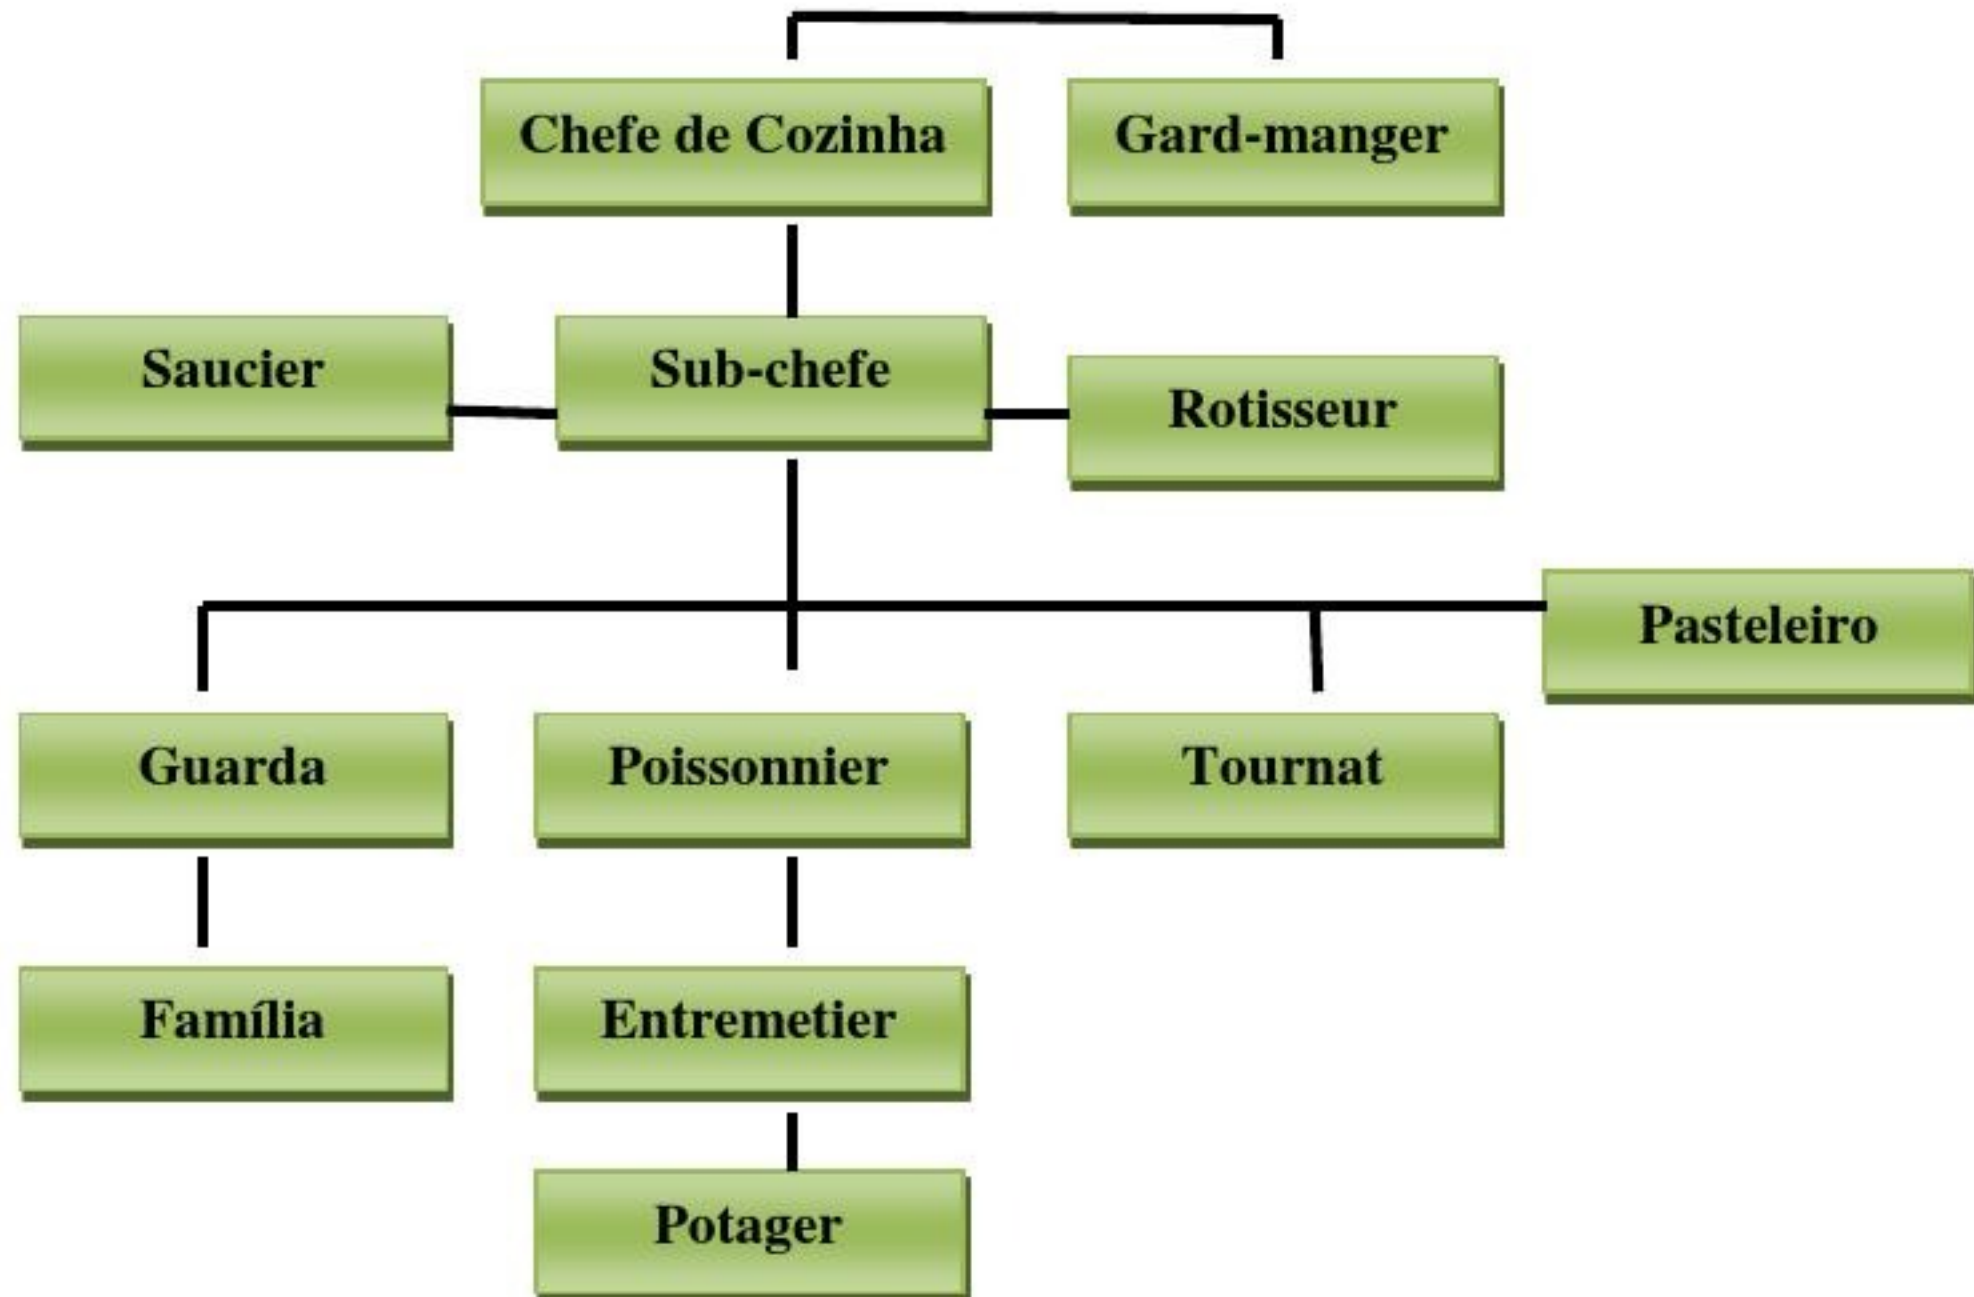 Chefe de Cozinha
Gard-manger
Saucier
Sub-chefe
Rotisseur
Pasteleiro
Guarda
Poissonnier
Tournat
Família
Entremetier
Potager